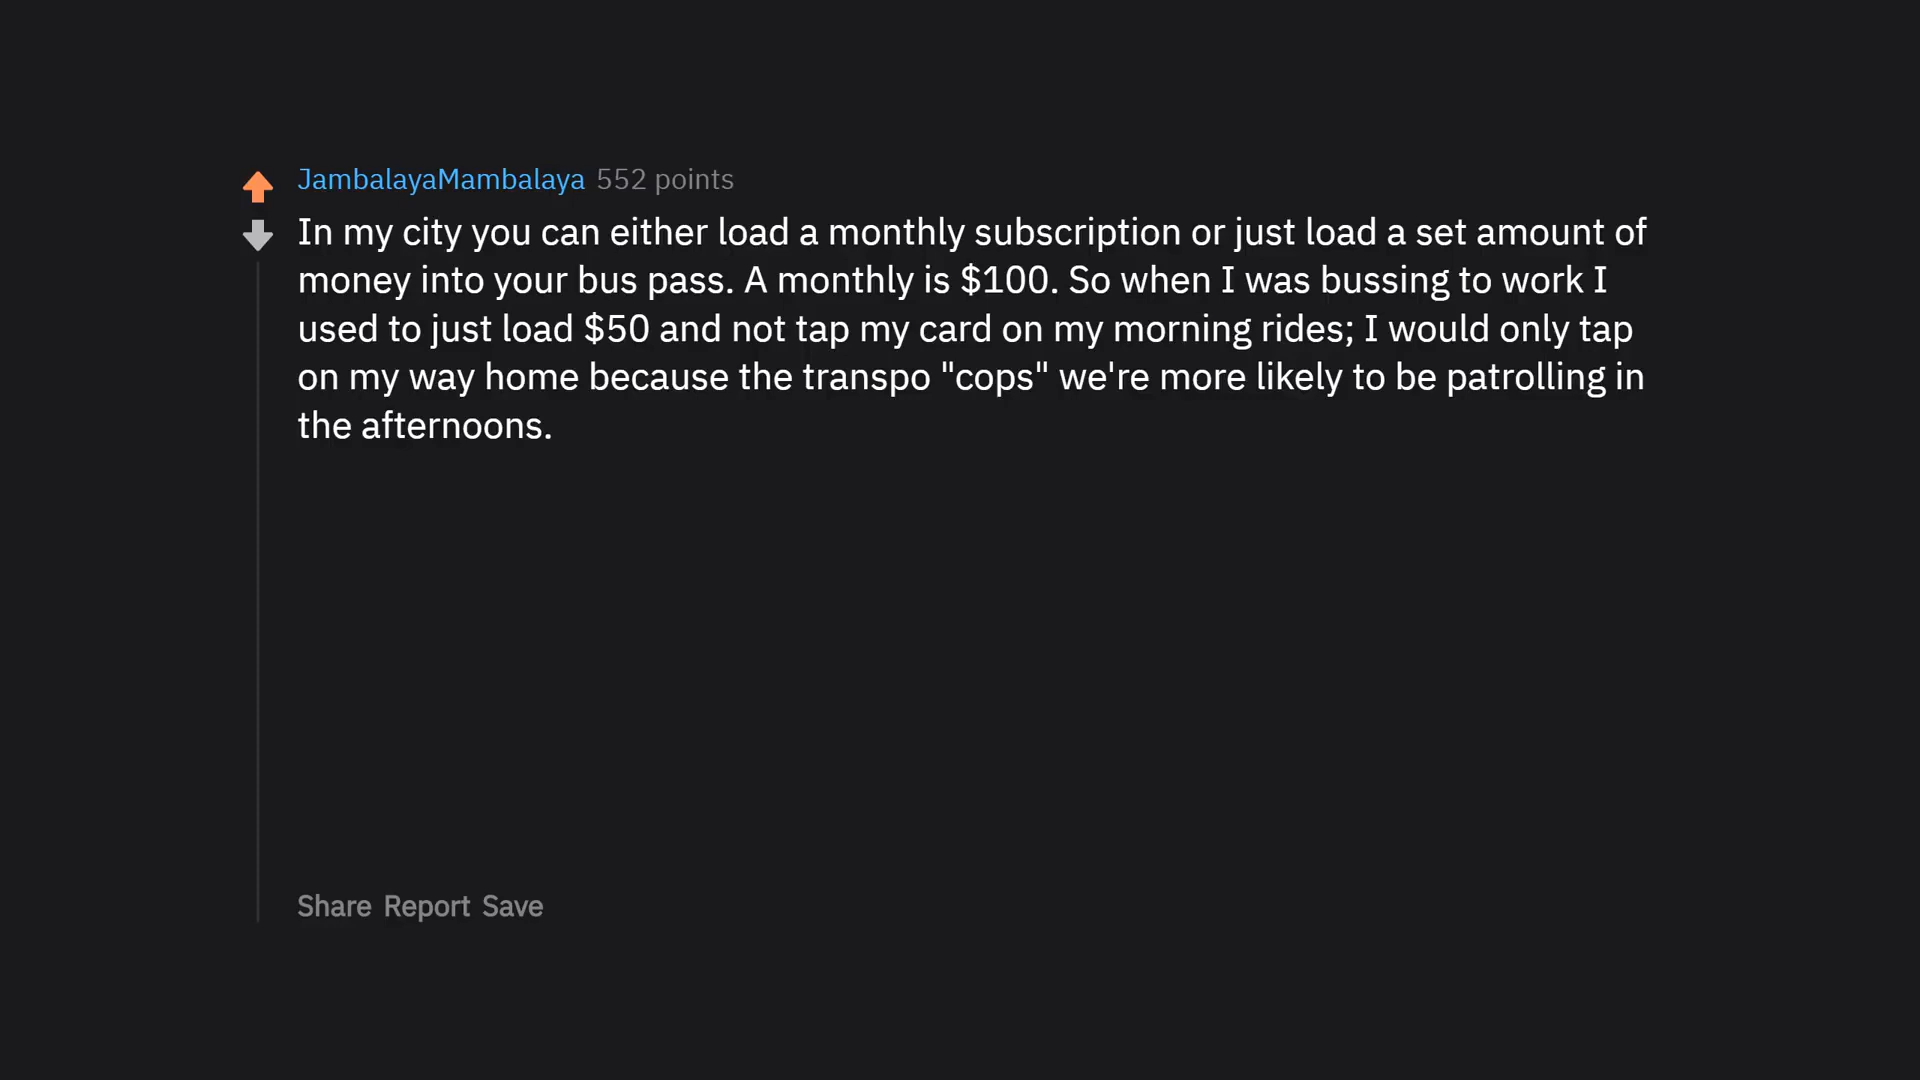 JambalayaMambalaya 552 points
In my city you can either load a monthly subscription or just load a set amount of
money into your bus pass. A monthly is $100. So when I was bussing to work I
used to just load $50 and not tap my card on my morning rides; I would only tap
on my way home because the transpo "cops" we're more likely to be patrolling in
the afternoons.
Share Report Save